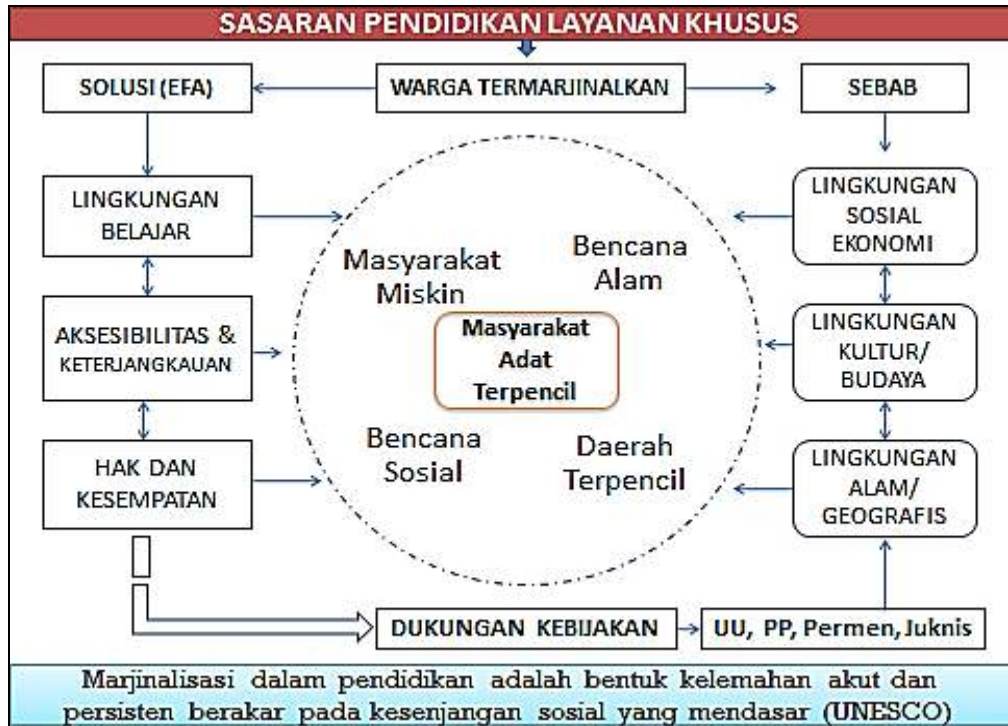 SASARAN PENDIDIKAN LAYANAN KHUSUS
SOLUSI (EFA)
WARGA TERMARJINALKAN
SEBAB
LINGKUNGAN
BELAJAR
AKSESIBILITAS &
KETERJANGKAUAN
HAK DAN
KESEMPATAN
Masyarakat
Miskin
Bencana
Alam
Masyarakat
Adat
Terpencil
Bencana
Sosial
Daerah
Terpencil
LINGKUNGAN
SOSIAL
EKONOMI
LINGKUNGAN
KULTUR/
BUDAYA
LINGKUNGAN
ALAM/
GEOGRAFIS
DUKUNGAN KEBIJAKAN
UU, PP, Permen, Juknis
Marjinalisasi dalam pendidikan adalah bentuk kelemahan akut dan
persisten berakar pada kesenjangan sosial yang mendasar (UNESCO)